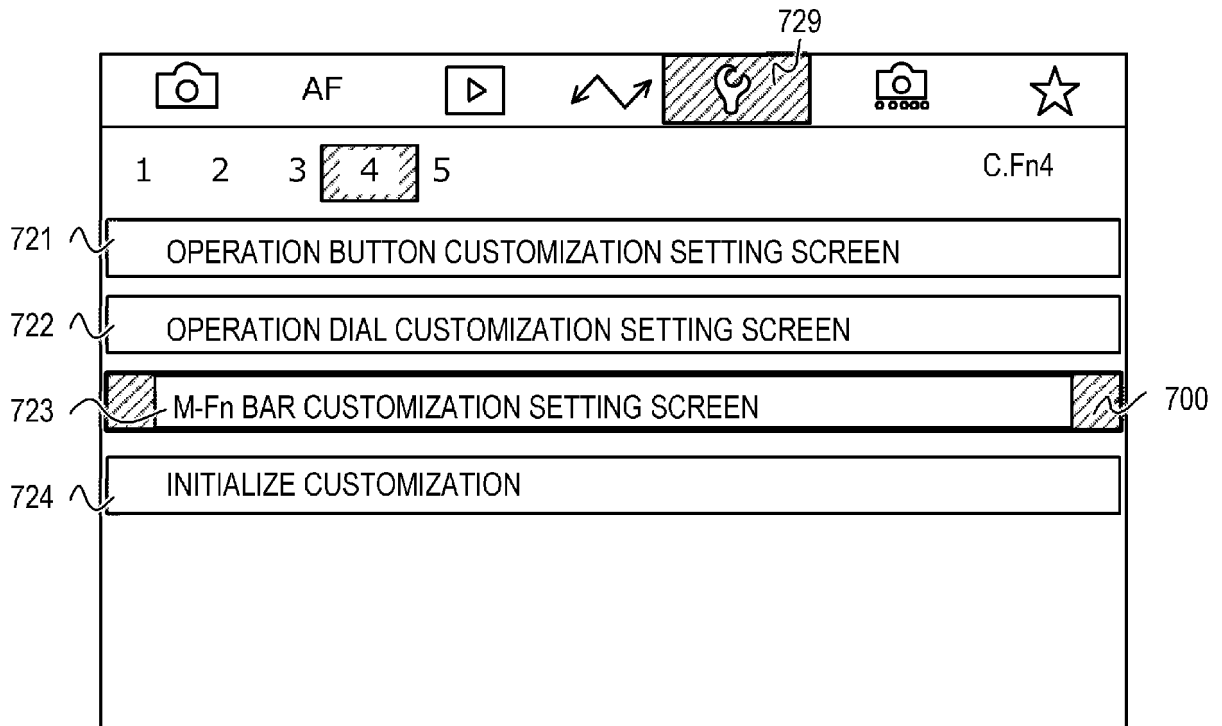 729
AF
1 2 3 4 5 C.Fn4
721 OPERATION BUTTON CUSTOMIZATION SETTING SCREEN
722 OPERATION DIAL CUSTOMIZATION SETTING SCREEN
723 M-Fn BAR CUSTOMIZATION SETTING SCREEN 700
724 INITIALIZE CUSTOMIZATION